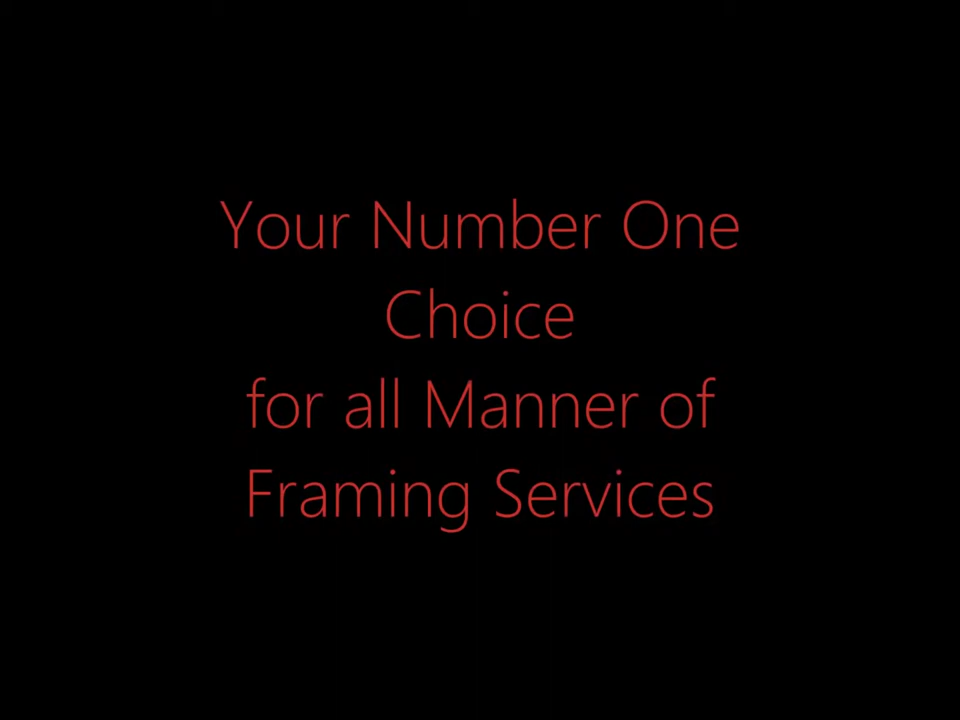 Your Number One
Choice
for all Manner of
Framing Services